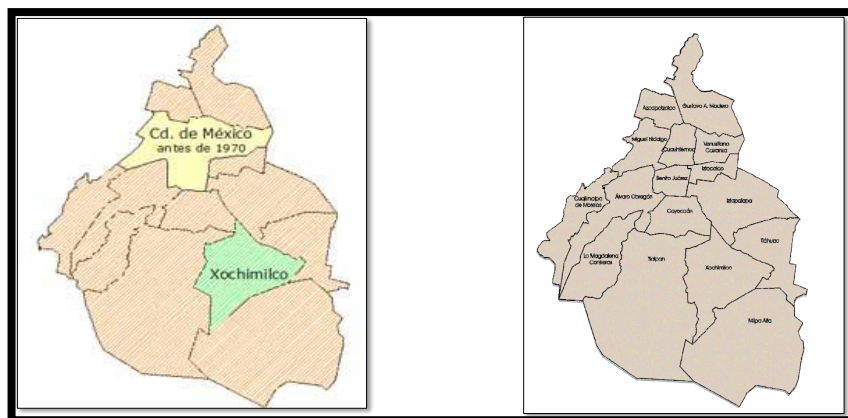 Cd. de México
antes de 1970
Xochimilco
Azcapotzalco
Gustavo A. Madero
Miguel Hidalgo
Cuauhtémoc
Venustiano
Carranza
Iztacalco
Benito Juárez
Cuajimalpa
de Morelos
Álvaro Obregón
Iztapalapa
Coyoacán
Tláhuac
La Magdalena
Contreras
Tlalpan
Xochimilco
Milpa Alta